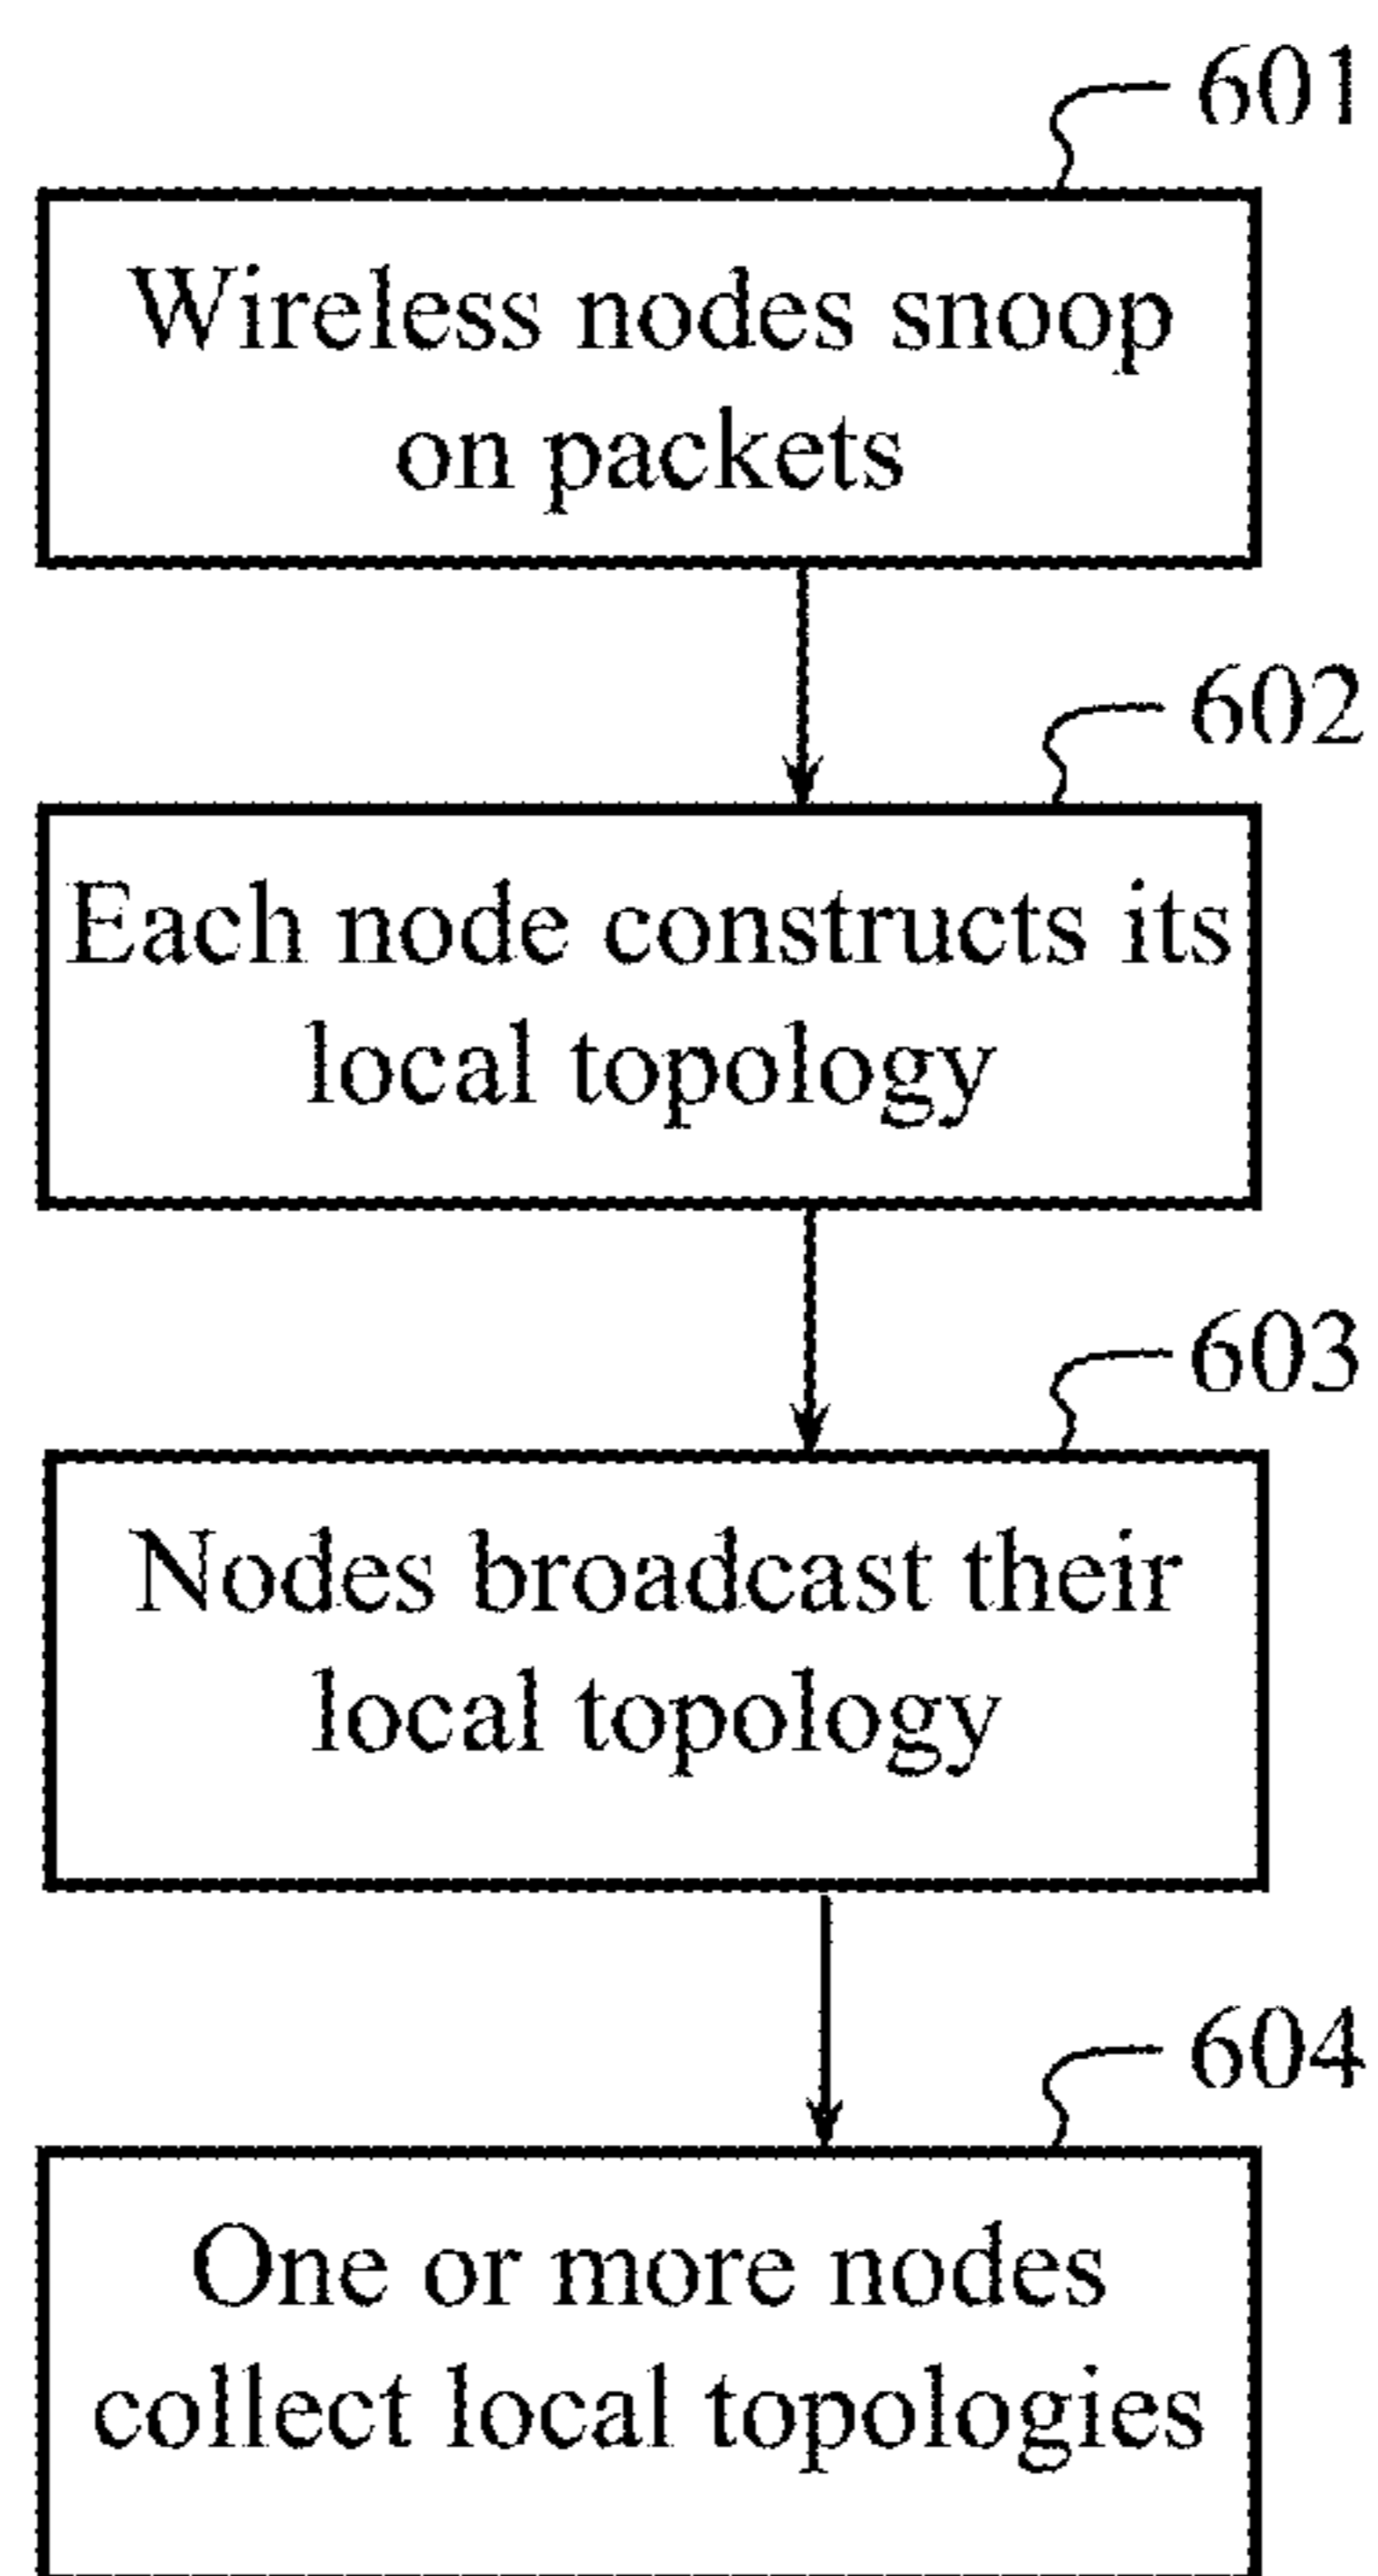 601
Wireless nodes snoop
on packets
602
Each node constructs its
local topology
603
Nodes broadcast their
local topology
604
One or more nodes
collect local topologies